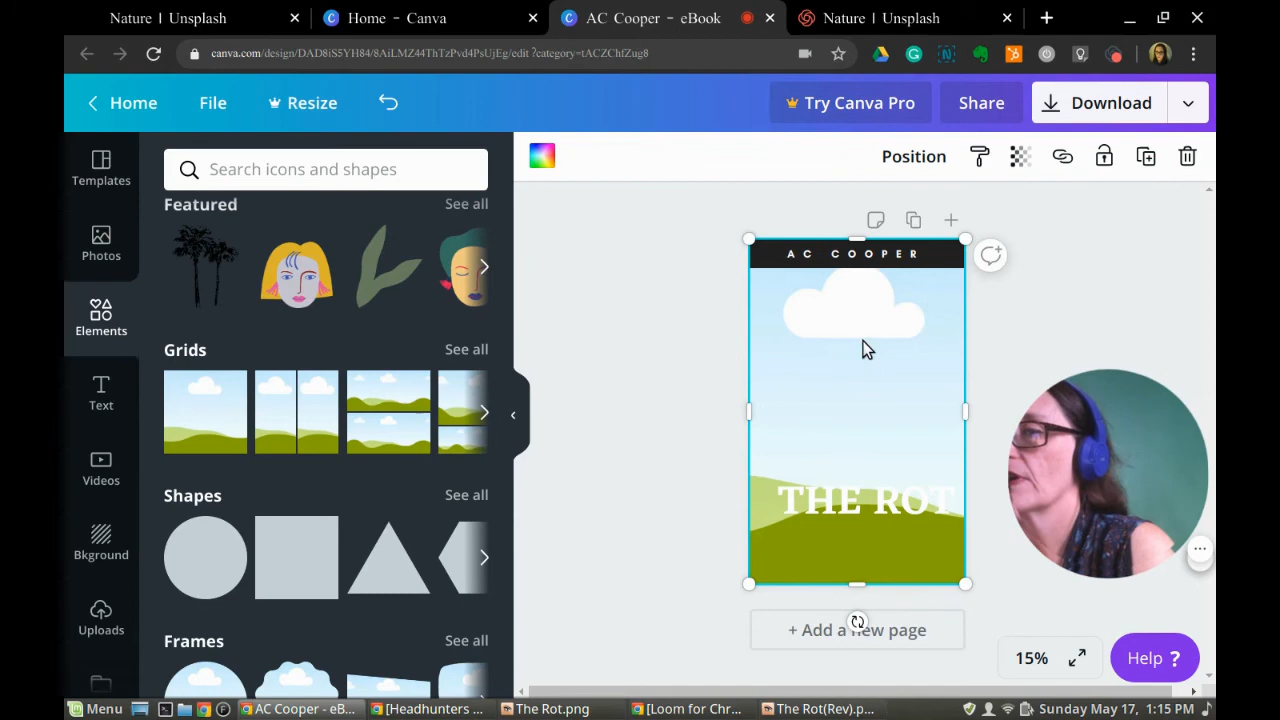 Nature | Unsplash
Home - Canva
AC Cooper - eBook
Nature | Unsplash
canva.com/design/DAD8iS5YH84/8AiLMZ44ThTzPvd4PsUjEg/edit?category=tACZChfZug8
Home
File
Resize
Try Canva Pro
Share
Download
Templates
Photos
Elements
Text
Videos
Bkground
Uploads
Search icons and shapes
Featured
See all
Grids
See all
Shapes
See all
Frames
See all
Position
AC COOPER
THE ROT
+ Add a new page
15%
Help ?
Menu
AC Cooper - eB...
[Headhunters ...
The Rot.png
[Loom for Chr...
The Rot(Rev).p...
Sunday May 17, 1:15 PM